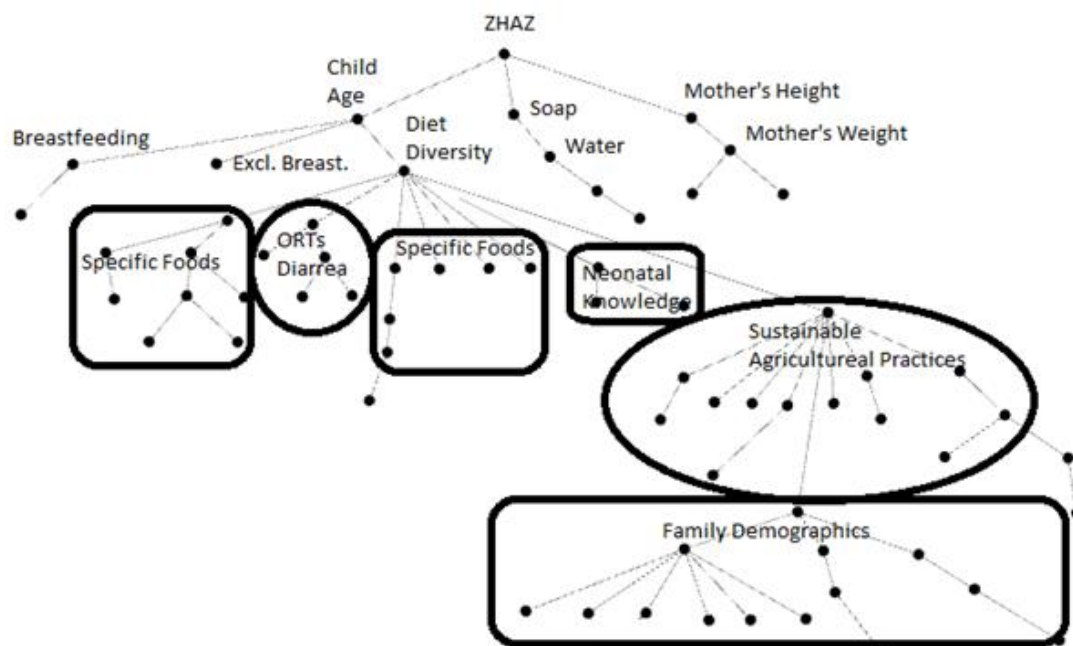 ZHAZ
Child
Age
Soap
Mother's Height
Breastfeeding
Diet
Diversity
Water
Mother's Weight
Excl. Breast.
Specific Foods
ORTs
Diarrea
Specific Foods
Neonatal
Knowledge
Sustainable
Agricultureal Practices
Family Demographics